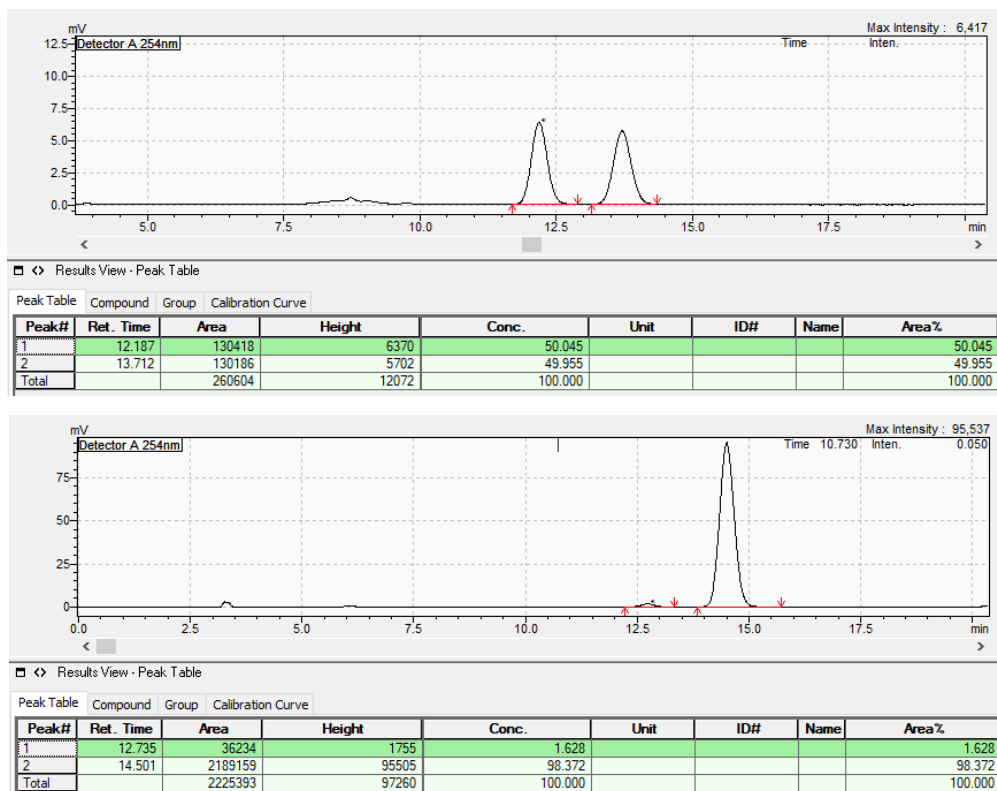 mV Max Intensity : 6,417
12.5 Detector A 254nm Time Inten.
10.0
7.5
5.0
2.5
0.0
5.0 7.5 10.0 12.5 15.0 17.5 min
Results View - Peak Table
Peak Table Compound Group Calibration Curve
Peak# Ret. Time Area Height Conc. Unit ID# Name Area%
1 12.187 130418 6370 50.045 50.045
2 13.712 130186 5702 49.955 49.955
Total 260604 12072 100.000 100.000
mV Max Intensity : 95,537
Detector A 254nm Time 10.730 Inten. 0.050
75
50
25
0
0.0 2.5 5.0 7.5 10.0 12.5 15.0 17.5 min
Results View - Peak Table
Peak Table Compound Group Calibration Curve
Peak# Ret. Time Area Height Conc. Unit ID# Name Area%
1 12.735 36234 1755 1.628 1.628
2 14.501 2189159 95505 98.372 98.372
Total 2225393 97260 100.000 100.000